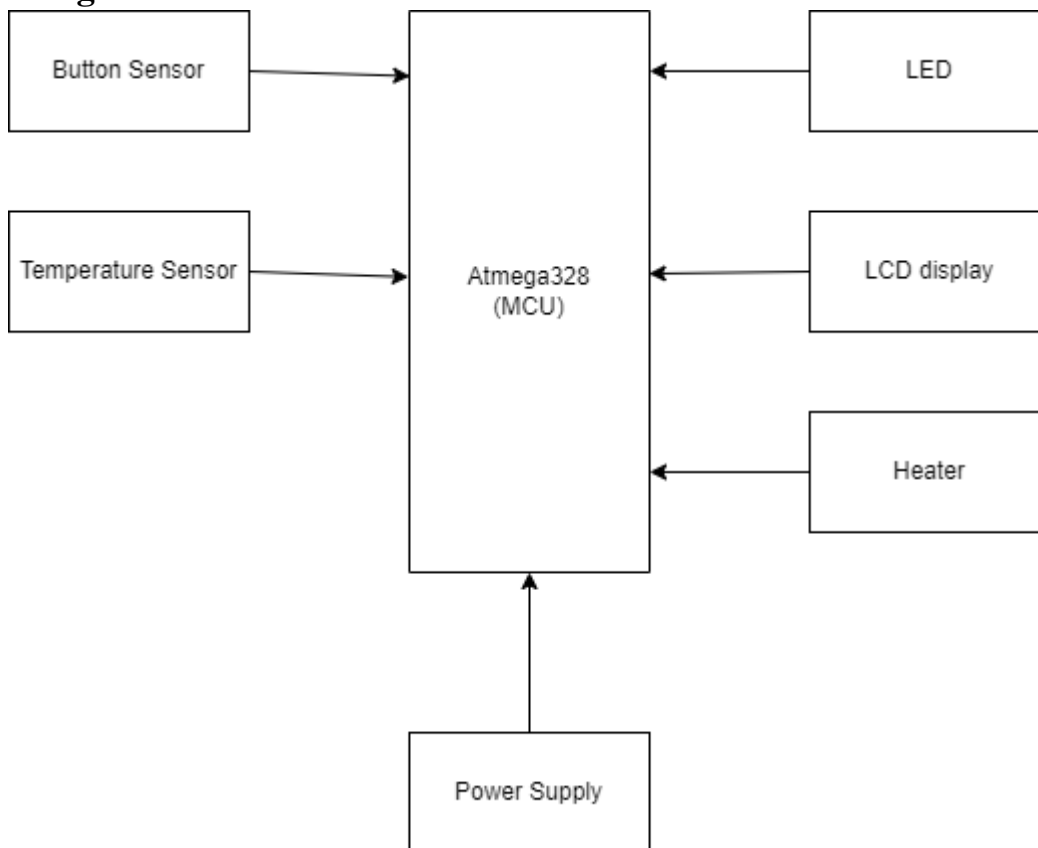 Button Sensor
LED
Temperature Sensor
Atmega328
(MCU)
LCD display
Heater
Power Supply